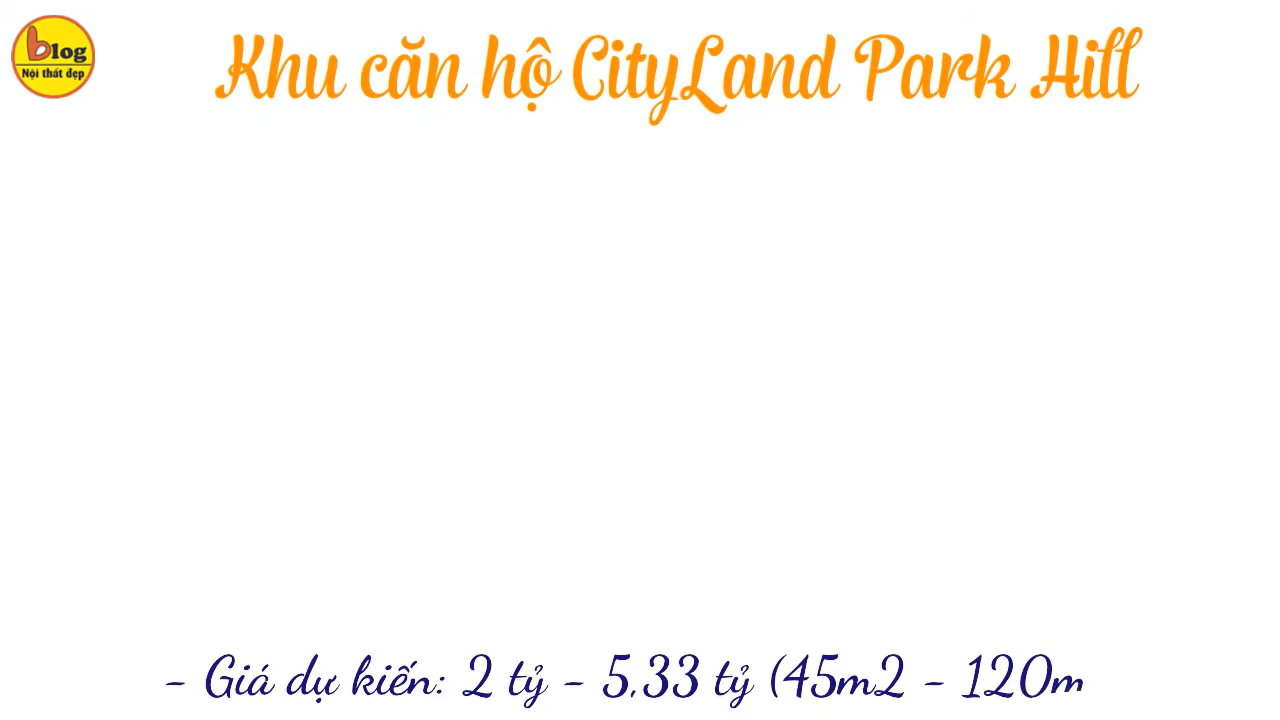 blog
Nội thất đẹp
Khu căn hộ CityLand Park Hill
- Giá dự kiến: 2 tỷ - 5,33 tỷ (45m2 - 120m